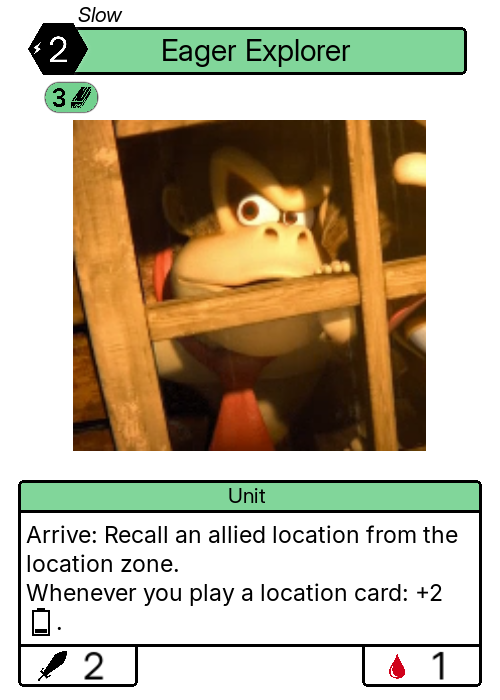 Slow
2
Eager Explorer
3
Unit
Arrive: Recall an allied location from the
location zone.
Whenever you play a location card: +2
.
2
1